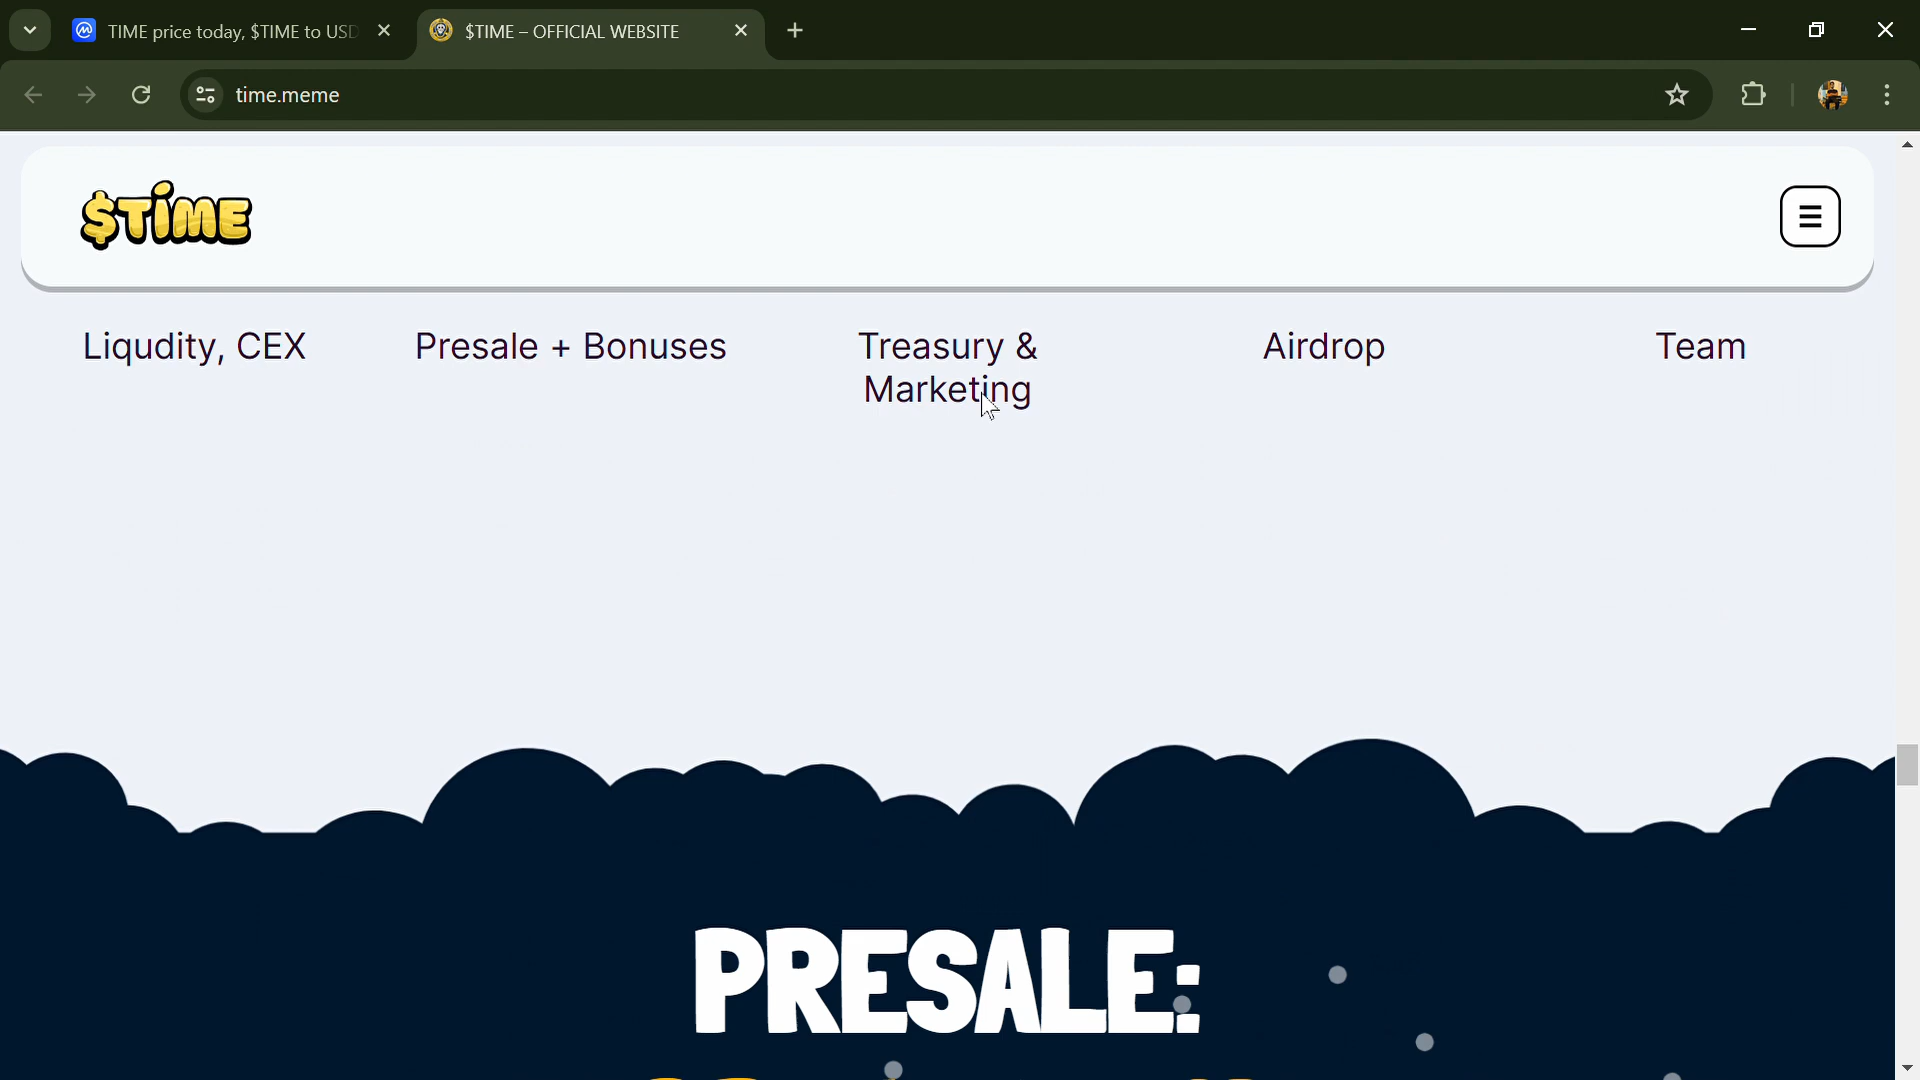 TIME price today, $TIME to USD
$TIME – OFFICIAL WEBSITE
time.meme
$TIME
Liqudity, CEX
Presale + Bonuses
Treasury &
Marketing
Airdrop
Team
PRESALE: